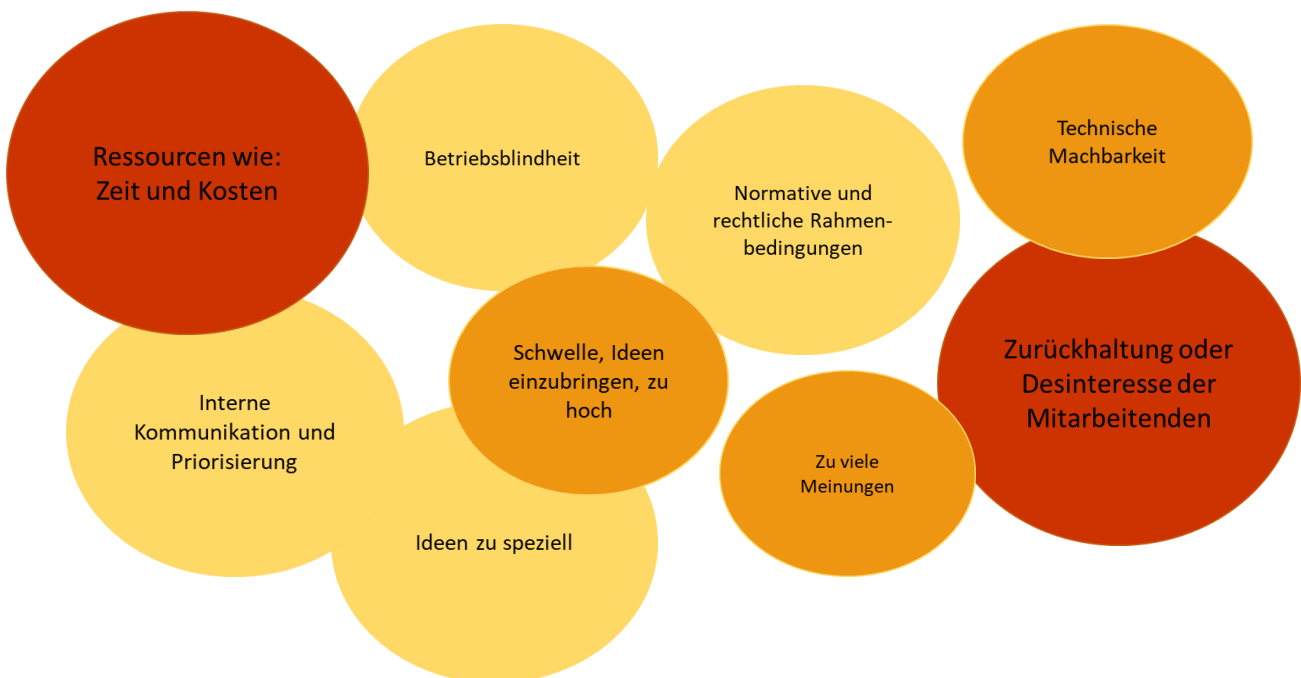 Ressourcen wie:
Zeit und Kosten
Betriebsblindheit
Normative und
rechtliche Rahmen-
bedingungen
Technische
Machbarkeit
Interne
Kommunikation und
Priorisierung
Schwelle, Ideen
einzubringen, zu
hoch
Zurückhaltung oder
Desinteresse der
Mitarbeitenden
Zu viele
Meinungen
Ideen zu speziell